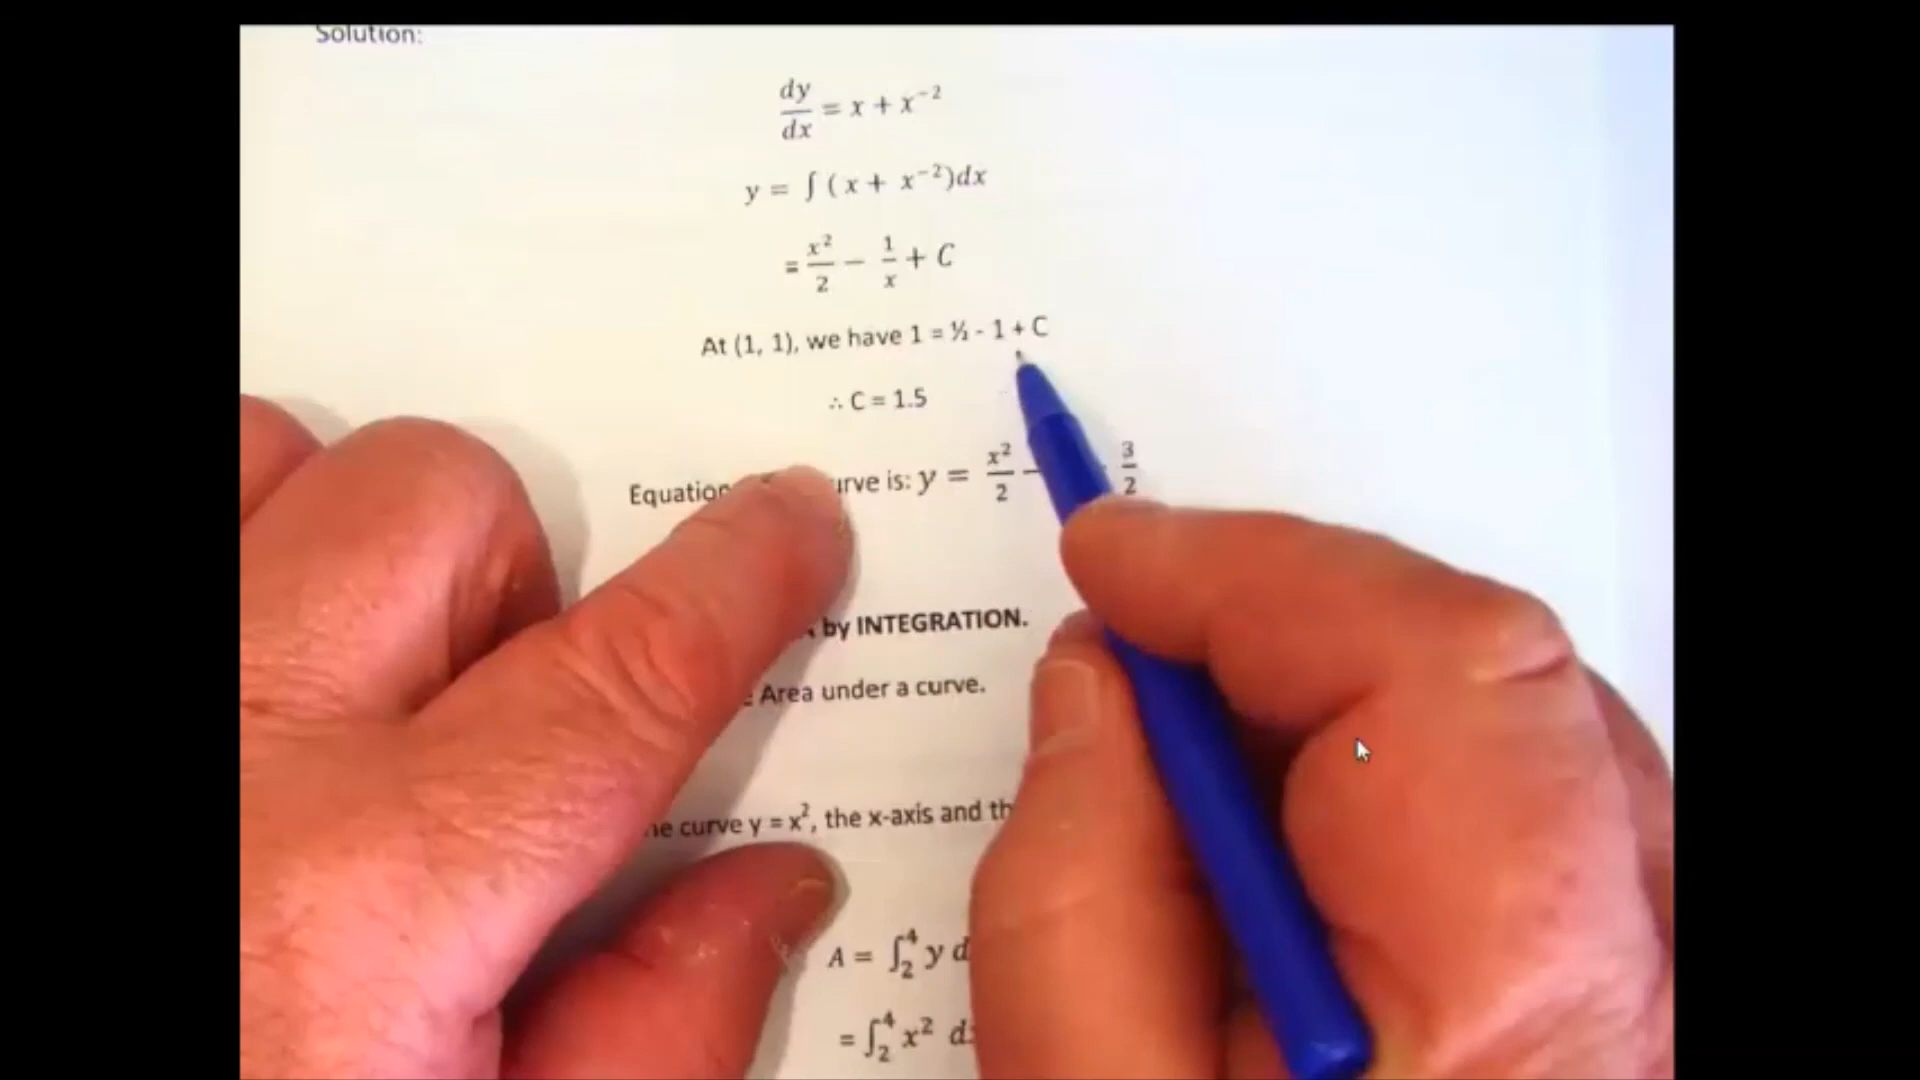 Solution:
dy/dx = x + x⁻²
y = ∫ (x + x⁻²)dx
= x²/2 − 1/x + C
At (1, 1), we have 1 = ½ - 1 + C
∴ C = 1.5
Equation is: y = x²/2 − 3/2
by INTEGRATION.
Area under a curve.
curve y = x², the x-axis and
A = ∫₂⁴ y
= ∫₂⁴ x²